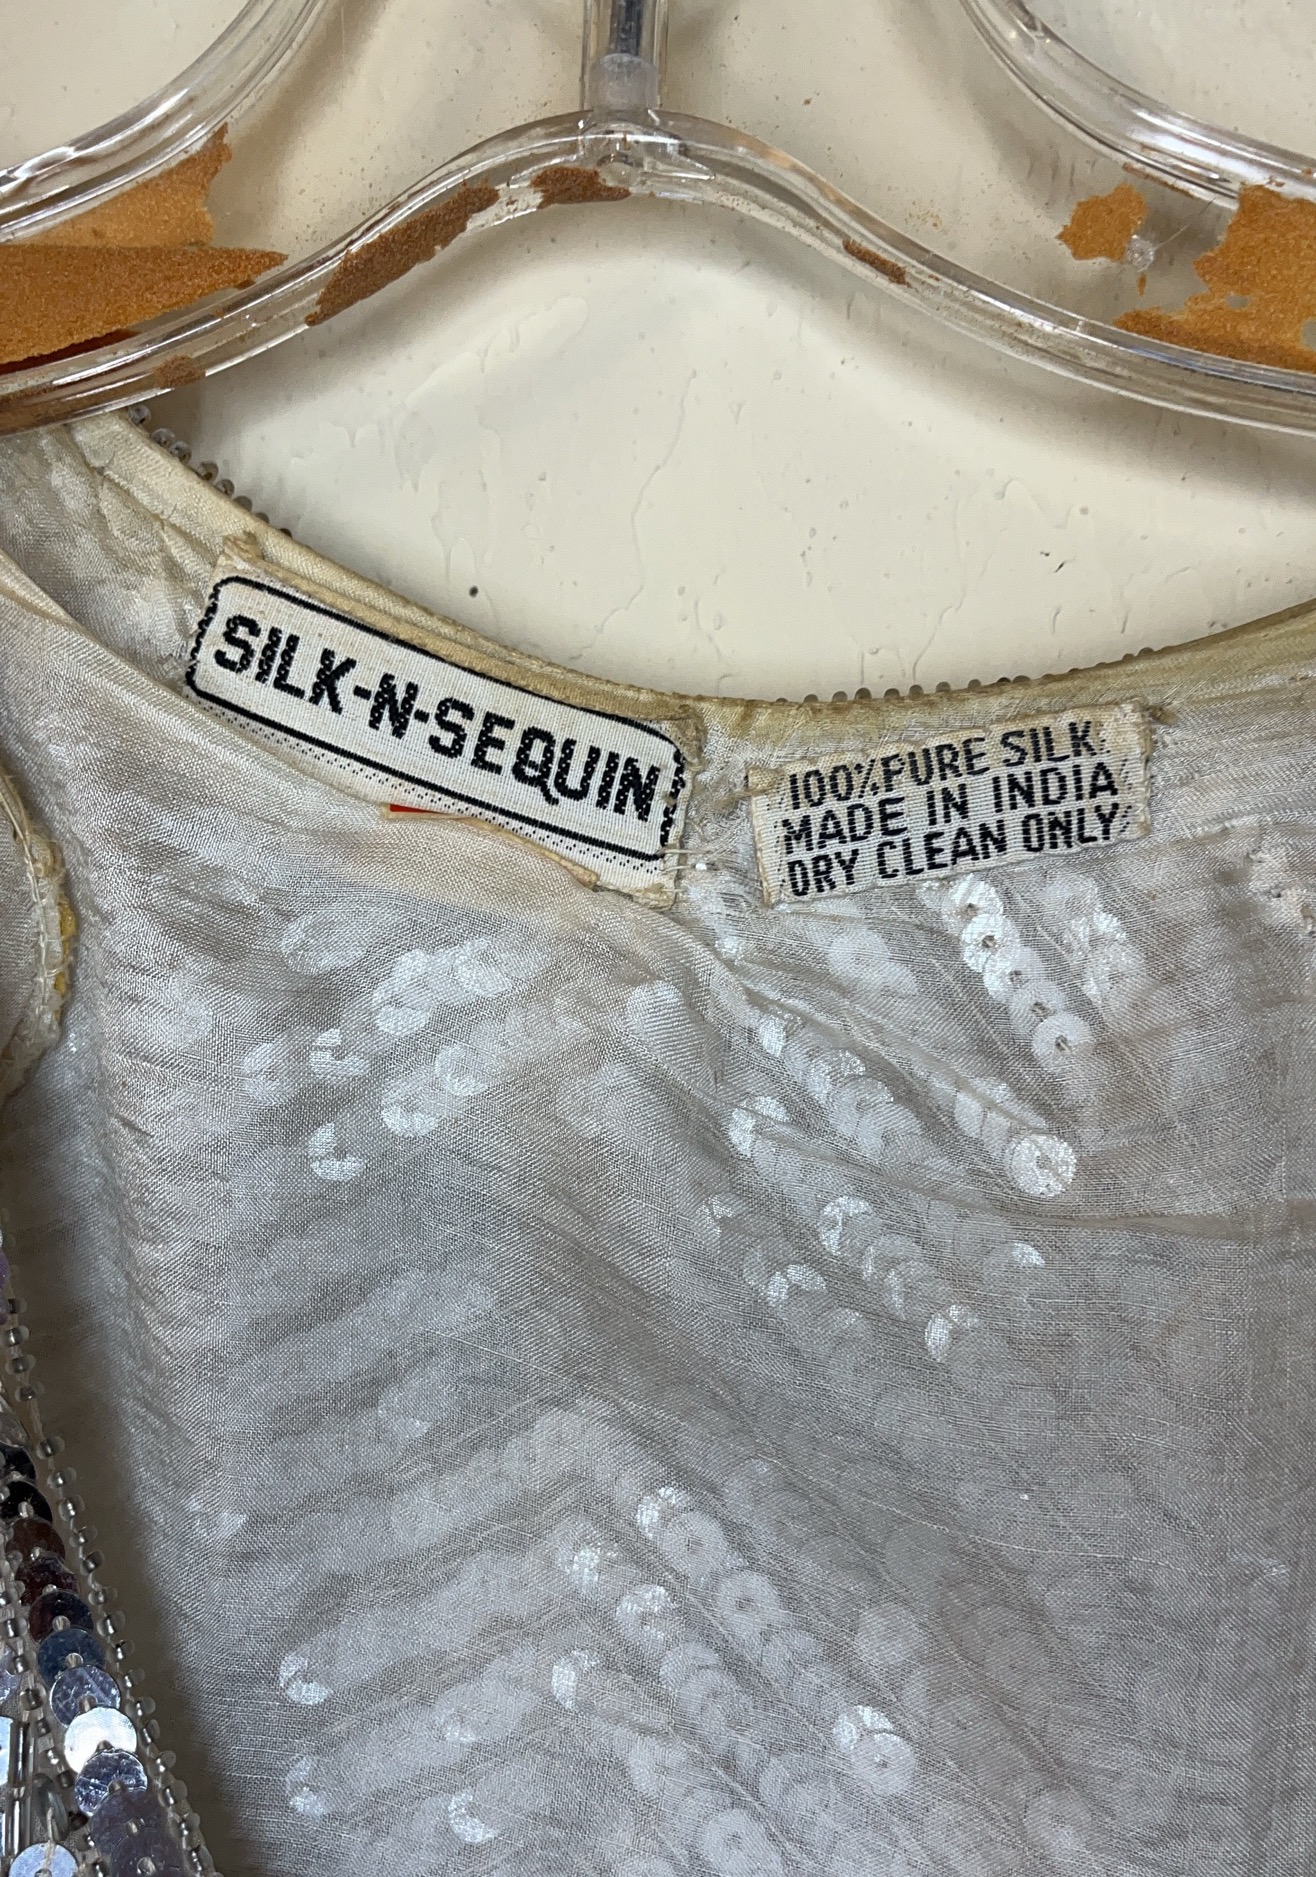 SILK-N-SEQUIN
100% PURE SILK
MADE IN INDIA
DRY CLEAN ONLY